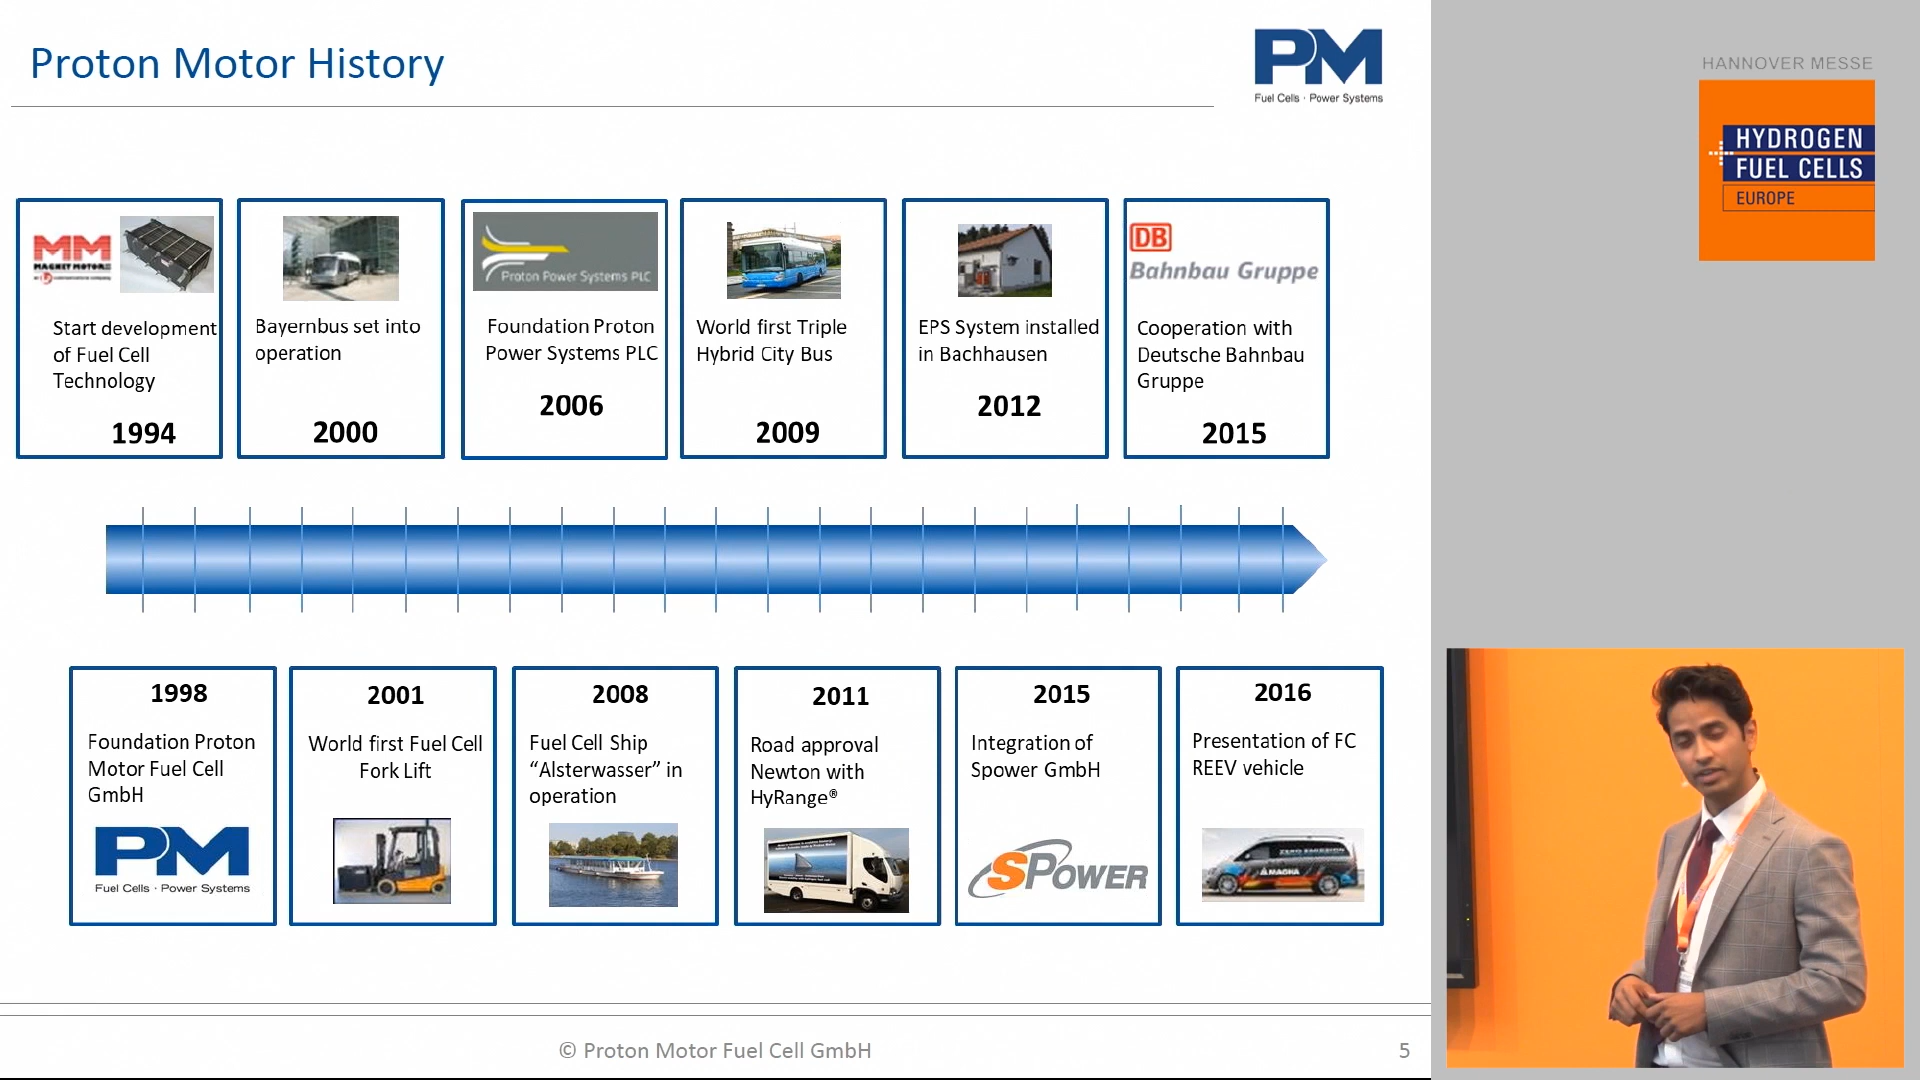 Proton Motor History
PM
Fuel Cells · Power Systems
HANNOVER MESSE
HYDROGEN
FUEL CELLS
EUROPE
MM
MAGNET MOTOR
Start development
of Fuel Cell
Technology
1994
Bayernbus set into
operation
2000
Proton Power Systems PLC
Foundation Proton
Power Systems PLC
2006
World first Triple
Hybrid City Bus
2009
EPS System installed
in Bachhausen
2012
DB
Bahnbau Gruppe
Cooperation with
Deutsche Bahnbau
Gruppe
2015
1998
Foundation Proton
Motor Fuel Cell
GmbH
PM
Fuel Cells · Power Systems
2001
World first Fuel Cell
Fork Lift
2008
Fuel Cell Ship
“Alsterwasser” in
operation
2011
Road approval
Newton with
HyRange®
2015
Integration of
Spower GmbH
SPOWER
2016
Presentation of FC
REEV vehicle
ZERO EMISSION
MAGNA
© Proton Motor Fuel Cell GmbH
5